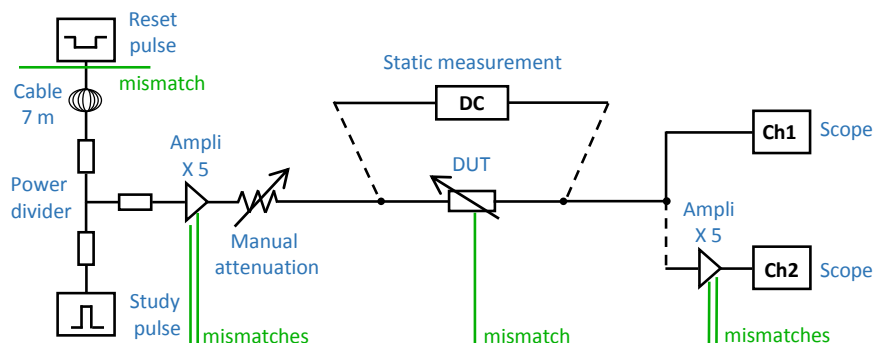 Reset
pulse
mismatch
Cable
7 m
Static measurement
DC
Ampli
X 5
DUT
Ch1
Scope
Power
divider
Ampli
X 5
Manual
attenuation
Ch2
Scope
Study
pulse
mismatches
mismatch
mismatches